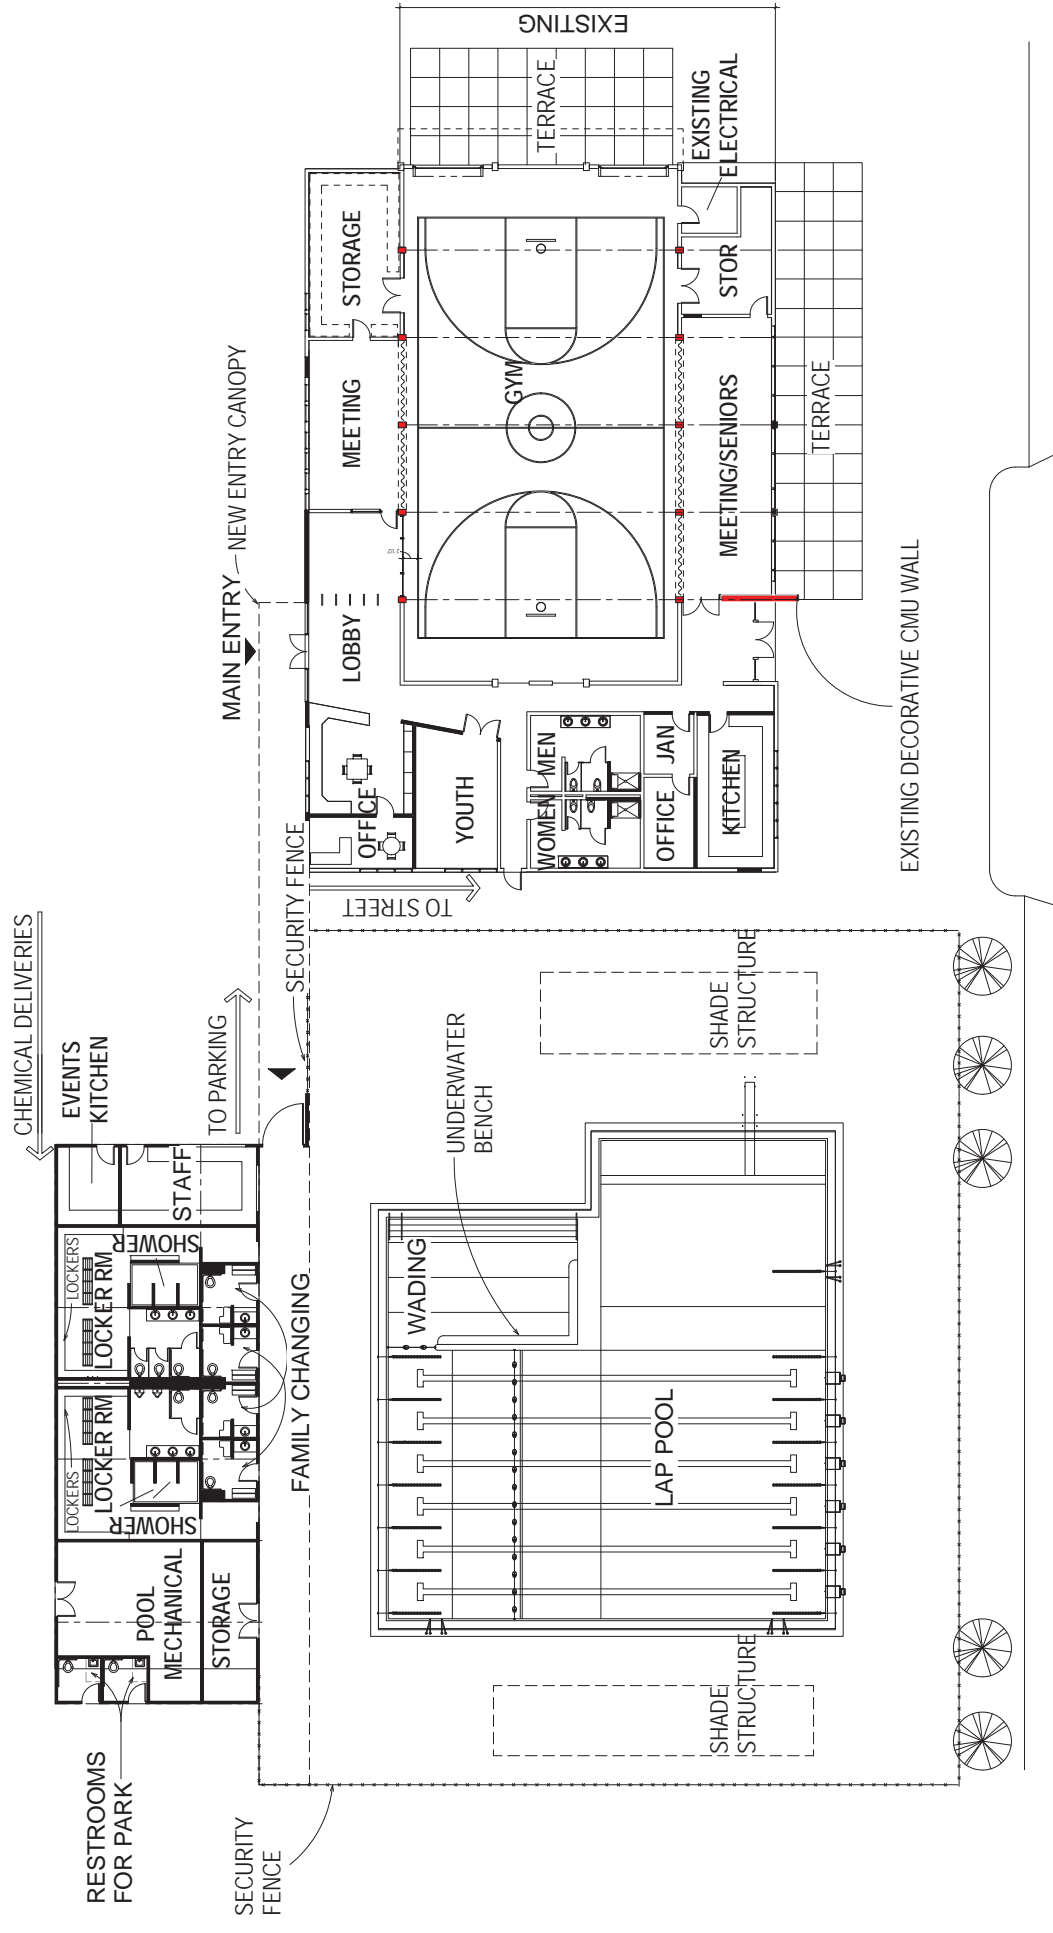 EXISTING
TERRACE
EXISTING
ELECTRICAL
STORAGE
STOR
MEETING
GYM
MEETING/SENIORS
TERRACE
NEW ENTRY CANOPY
MAIN ENTRY
LOBBY
EXISTING DECORATIVE CMU WALL
OFFICE
YOUTH
WOMEN
MEN
JAN
OFFICE
KITCHEN
SECURITY FENCE
TO STREET
CHEMICAL DELIVERIES
EVENTS
KITCHEN
TO PARKING
STAFF
SHOWER
LOCKERS
LOCKER RM
LOCKERS
LOCKER RM
SHOWER
FAMILY CHANGING
POOL
MECHANICAL
STORAGE
RESTROOMS
FOR PARK
SECURITY
FENCE
UNDERWATER
BENCH
WADING
LAP POOL
SHADE
STRUCTURE
SHADE
STRUCTURE